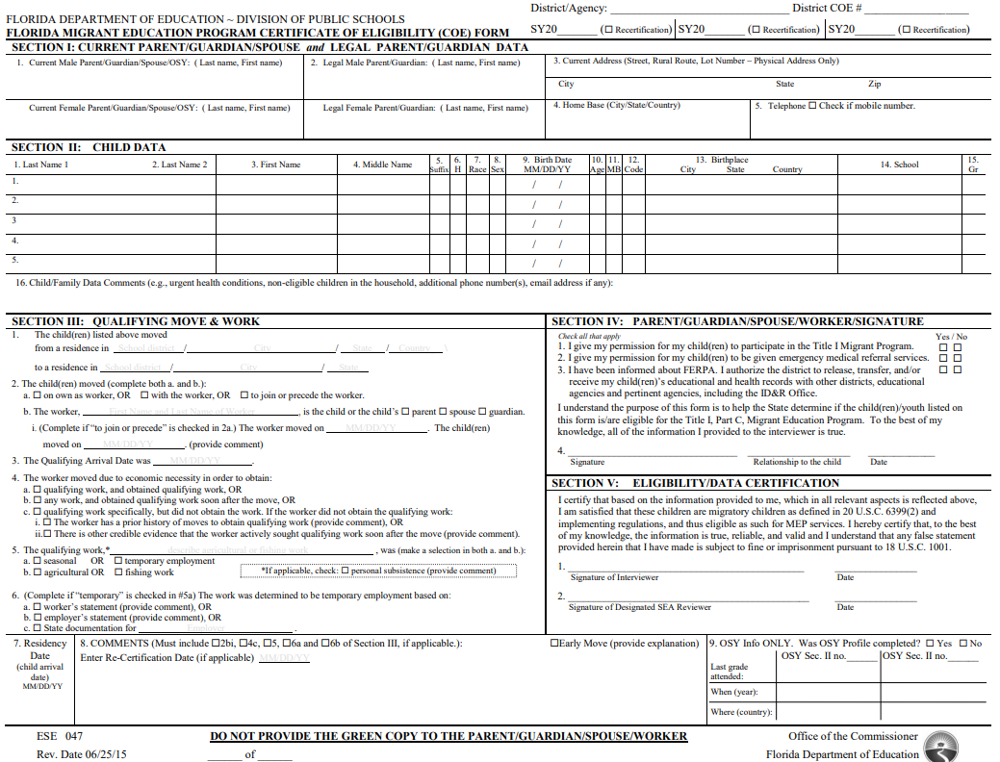 District/Agency: ____________________________ District COE # ________________
FLORIDA DEPARTMENT OF EDUCATION ~ DIVISION OF PUBLIC SCHOOLS
FLORIDA MIGRANT EDUCATION PROGRAM CERTIFICATE OF ELIGIBILITY (COE) FORM
SY20_______ (☐ Recertification) SY20_______ (☐ Recertification) SY20_______ (☐ Recertification)
SECTION I: CURRENT PARENT/GUARDIAN/SPOUSE and LEGAL PARENT/GUARDIAN DATA
1. Current Male Parent/Guardian/Spouse/OSY: ( Last name, First name)
2. Legal Male Parent/Guardian: ( Last name, First name)
3. Current Address (Street, Rural Route, Lot Number – Physical Address Only)
City State Zip
Current Female Parent/Guardian/Spouse/OSY: ( Last name, First name)
Legal Female Parent/Guardian: ( Last name, First name)
4. Home Base (City/State/Country)
5. Telephone ☐ Check if mobile number.
SECTION II: CHILD DATA
1. Last Name 1 2. Last Name 2 3. First Name 4. Middle Name 5. Suffix 6. H 7. Race 8. Sex 9. Birth Date MM/DD/YY 10. Age 11. MB 12. Code 13. Birthplace City State Country 14. School 15. Gr
1. / /
2. / /
3 / /
4. / /
5. / /
16. Child/Family Data Comments (e.g., urgent health conditions, non-eligible children in the household, additional phone number(s), email address if any):
SECTION III: QUALIFYING MOVE & WORK
1. The child(ren) listed above moved
from a residence in School district / City / State / Country \
to a residence in School district / City / State
2. The child(ren) moved (complete both a. and b.):
a. ☐ on own as worker, OR ☐ with the worker, OR ☐ to join or precede the worker.
b. The worker, First Name and Last Name of Worker , is the child or the child’s ☐ parent ☐ spouse ☐ guardian.
i. (Complete if “to join or precede” is checked in 2a.) The worker moved on MM/DD/YY . The child(ren)
moved on MM/DD/YY . (provide comment)
3. The Qualifying Arrival Date was MM/DD/YY .
4. The worker moved due to economic necessity in order to obtain:
a. ☐ qualifying work, and obtained qualifying work, OR
b. ☐ any work, and obtained qualifying work soon after the move, OR
c. ☐ qualifying work specifically, but did not obtain the work. If the worker did not obtain the qualifying work:
i. ☐ The worker has a prior history of moves to obtain qualifying work (provide comment), OR
ii.☐ There is other credible evidence that the worker actively sought qualifying work soon after the move (provide comment).
5. The qualifying work,* describe agricultural or fishing work , was (make a selection in both a. and b.):
a. ☐ seasonal OR ☐ temporary employment
b. ☐ agricultural OR ☐ fishing work
*If applicable, check: ☐ personal subsistence (provide comment)
6. (Complete if “temporary” is checked in #5a) The work was determined to be temporary employment based on:
a. ☐ worker’s statement (provide comment), OR
b. ☐ employer’s statement (provide comment), OR
c. ☐ State documentation for Employer .
SECTION IV: PARENT/GUARDIAN/SPOUSE/WORKER/SIGNATURE
Check all that apply Yes / No
1. I give my permission for my child(ren) to participate in the Title I Migrant Program. ☐ ☐
2. I give my permission for my child(ren) to be given emergency medical referral services. ☐ ☐
3. I have been informed about FERPA. I authorize the district to release, transfer, and/or ☐ ☐
receive my child(ren)’s educational and health records with other districts, educational
agencies and pertinent agencies, including the ID&R Office.
I understand the purpose of this form is to help the State determine if the child(ren)/youth listed on
this form is/are eligible for the Title I, Part C, Migrant Education Program. To the best of my
knowledge, all of the information I provided to the interviewer is true.
4. ____________________________________ ______________________ ______________
Signature Relationship to the child Date
SECTION V: ELIGIBILITY/DATA CERTIFICATION
I certify that based on the information provided to me, which in all relevant aspects is reflected above,
I am satisfied that these children are migratory children as defined in 20 U.S.C. 6399(2) and
implementing regulations, and thus eligible as such for MEP services. I hereby certify that, to the best
of my knowledge, the information is true, reliable, and valid and I understand that any false statement
provided herein that I have made is subject to fine or imprisonment pursuant to 18 U.S.C. 1001.
1. ____________________________________ ________________
Signature of Interviewer Date
2. ____________________________________ ________________
Signature of Designated SEA Reviewer Date
7. Residency
Date
(child arrival
date)
MM/DD/YY
8. COMMENTS (Must include ☐2bi, ☐4c, ☐5, ☐6a and ☐6b of Section III, if applicable.): ☐Early Move (provide explanation)
Enter Re-Certification Date (if applicable) MM/DD/YY
9. OSY Info ONLY. Was OSY Profile completed? ☐ Yes ☐ No
OSY Sec. II no.______ OSY Sec. II no.______
Last grade
attended:
When (year):
Where (country):
ESE 047
DO NOT PROVIDE THE GREEN COPY TO THE PARENT/GUARDIAN/SPOUSE/WORKER
Office of the Commissioner
Rev. Date 06/25/15
______ of ______
Florida Department of Education